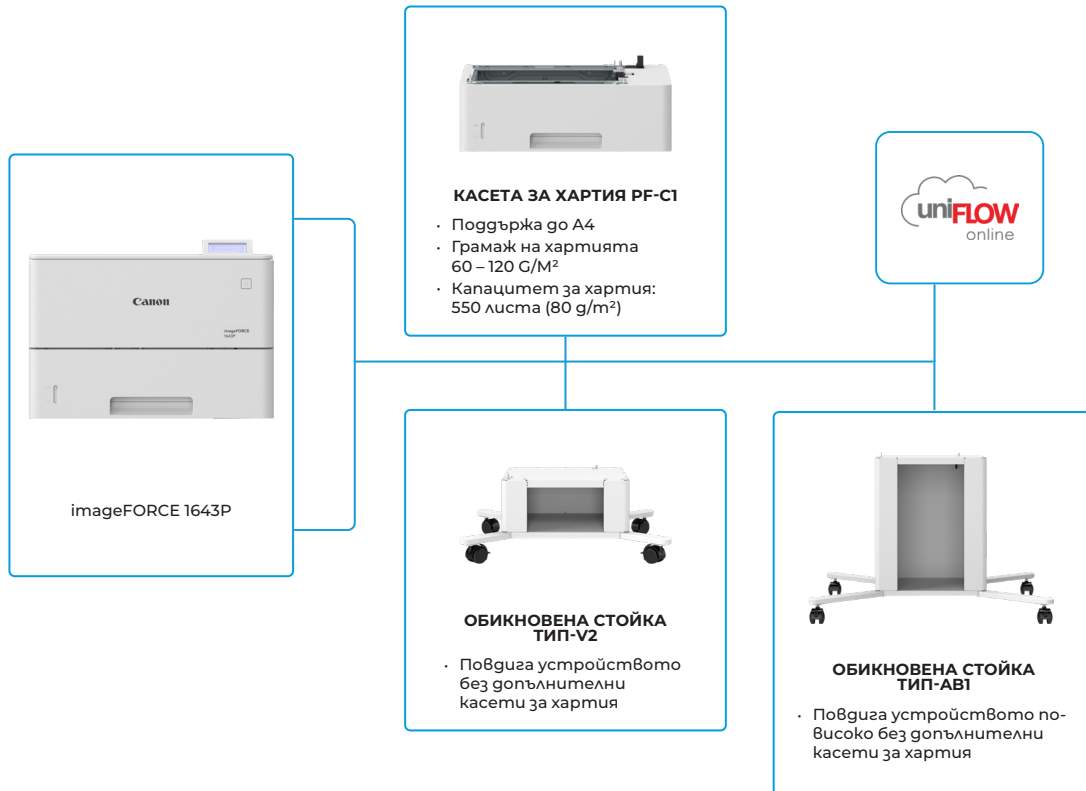 КАСЕТА ЗА ХАРТИЯ PF-C1
· Поддържа до A4
· Грамаж на хартията
60 – 120 G/M²
· Капацитет за хартия:
550 листа (80 g/m²)
uniFLOW
online
Canon
imageFORCE
1643P
imageFORCE 1643P
ОБИКНОВЕНА СТОЙКА
ТИП-V2
· Повдига устройството
без допълнителни
касети за хартия
ОБИКНОВЕНА СТОЙКА
ТИП-AB1
· Повдига устройството по-
високо без допълнителни
касети за хартия